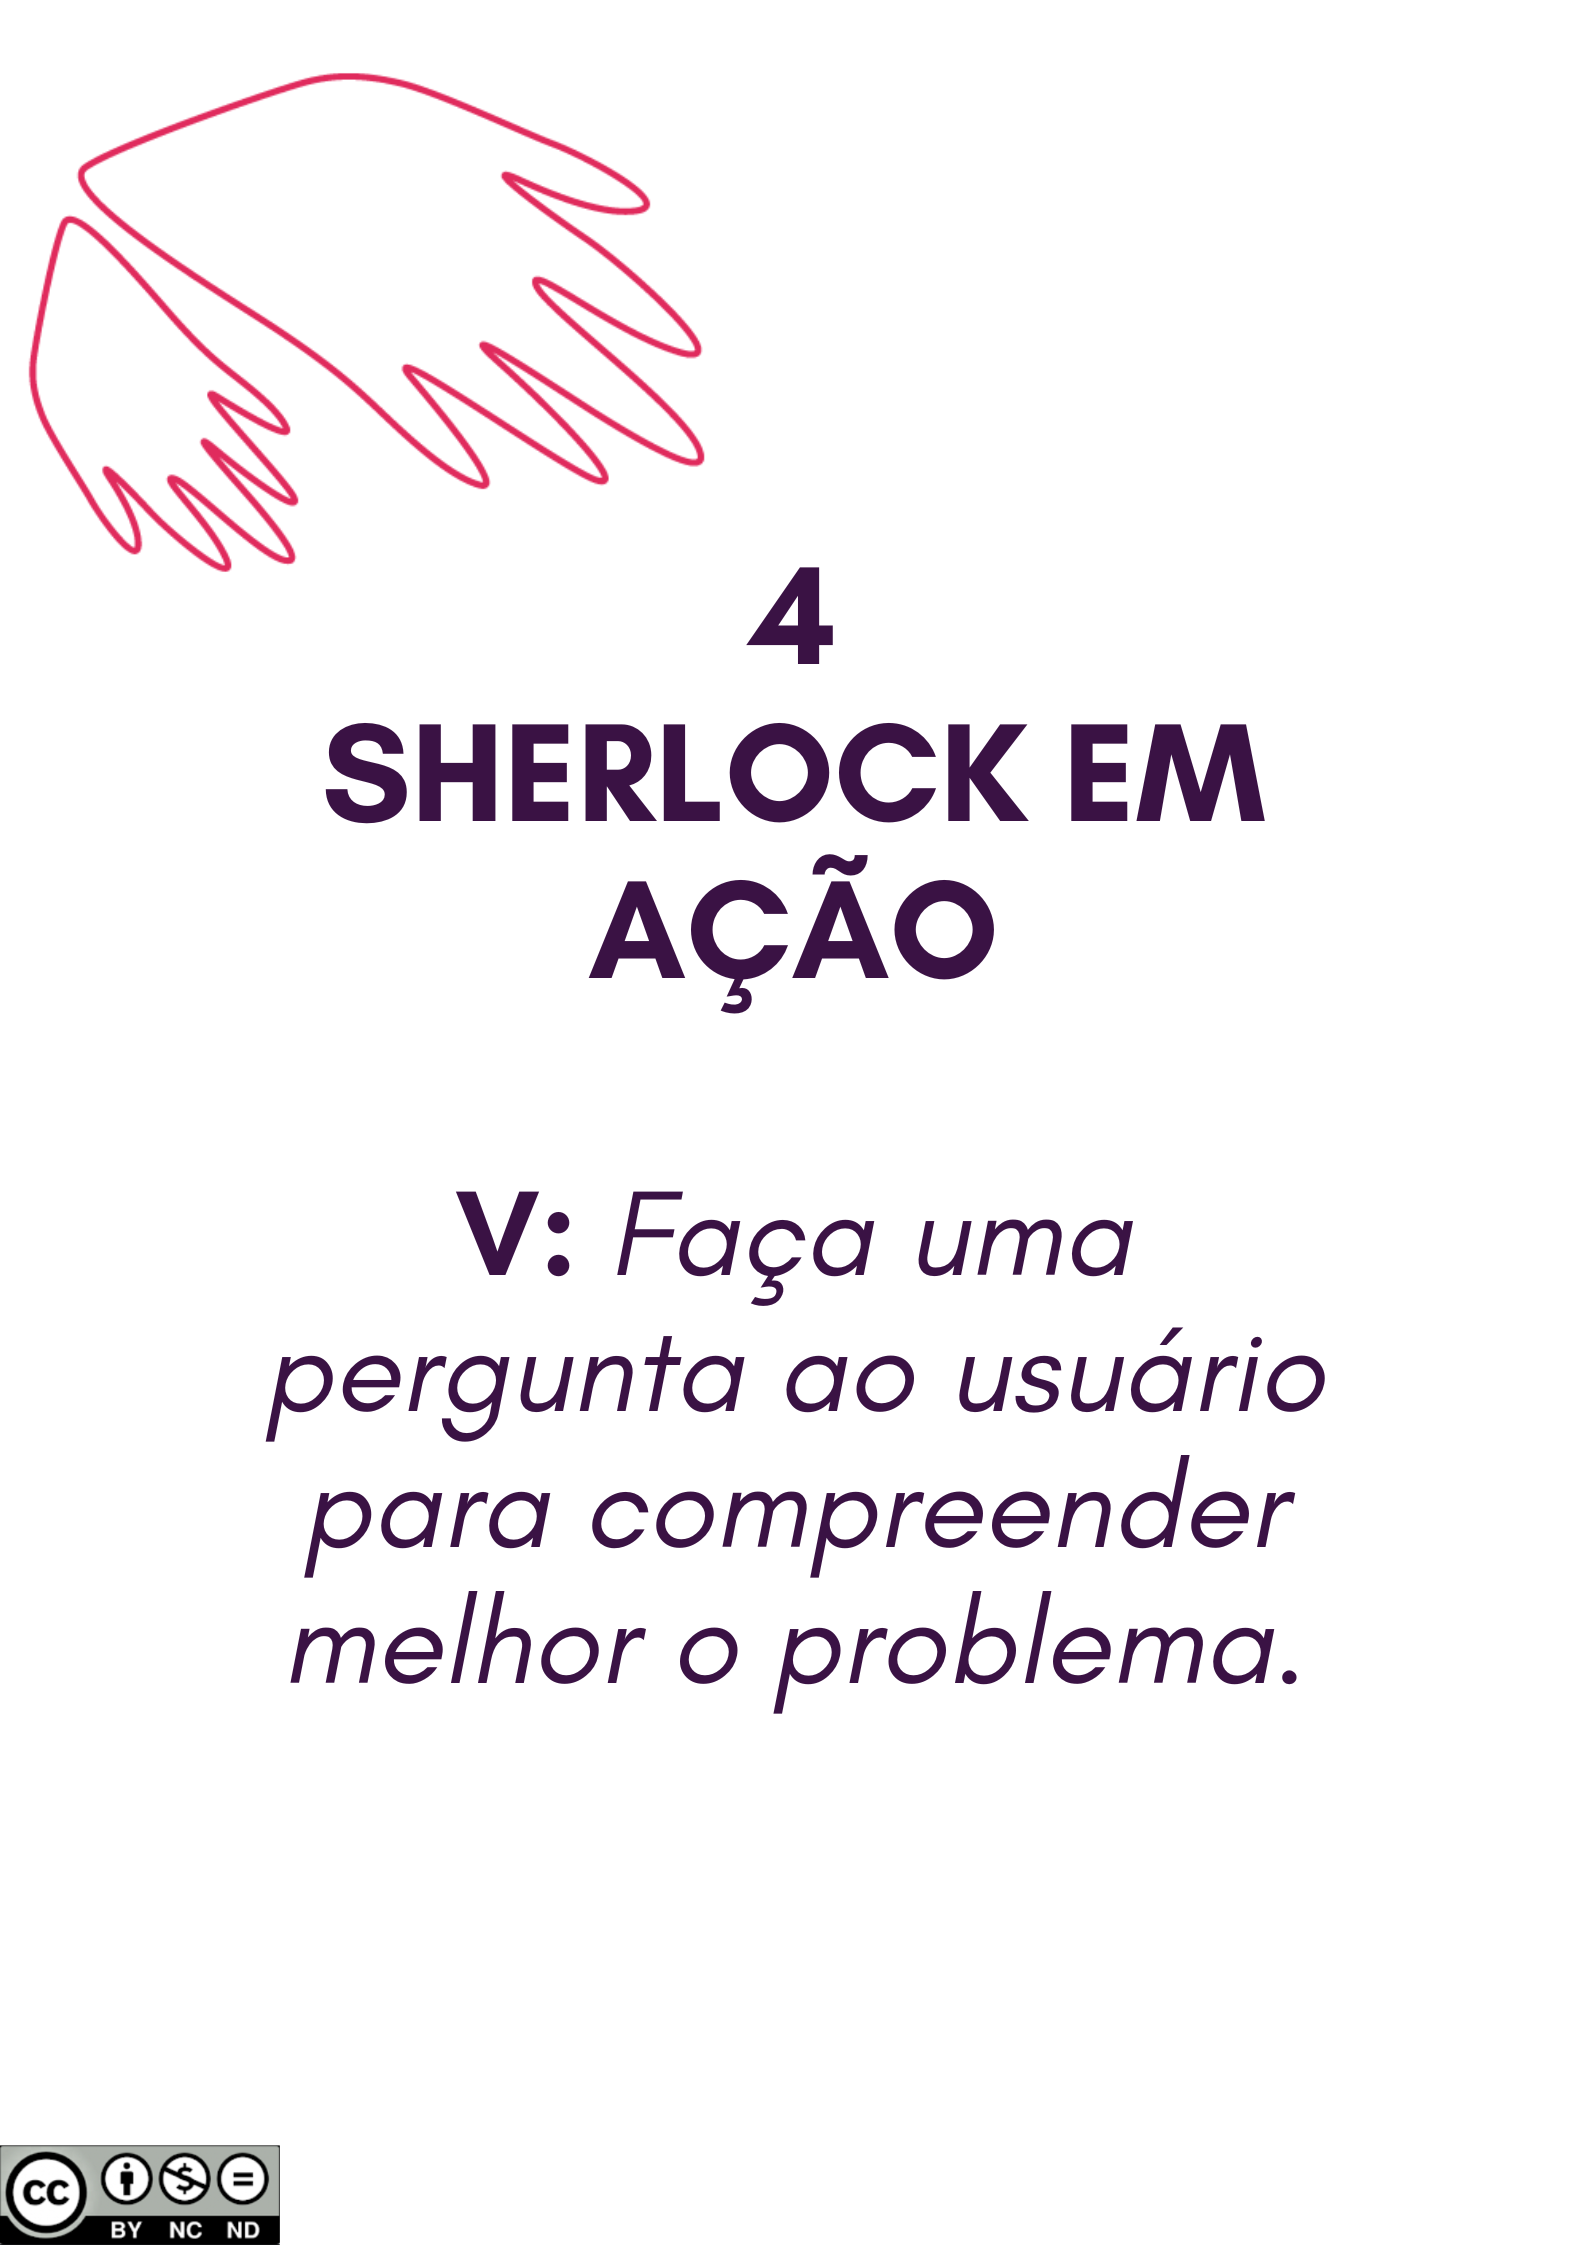 4
SHERLOCK EM
AÇÃO
V: Faça uma
pergunta ao usuário
para compreender
melhor o problema.
cc
BY NC ND